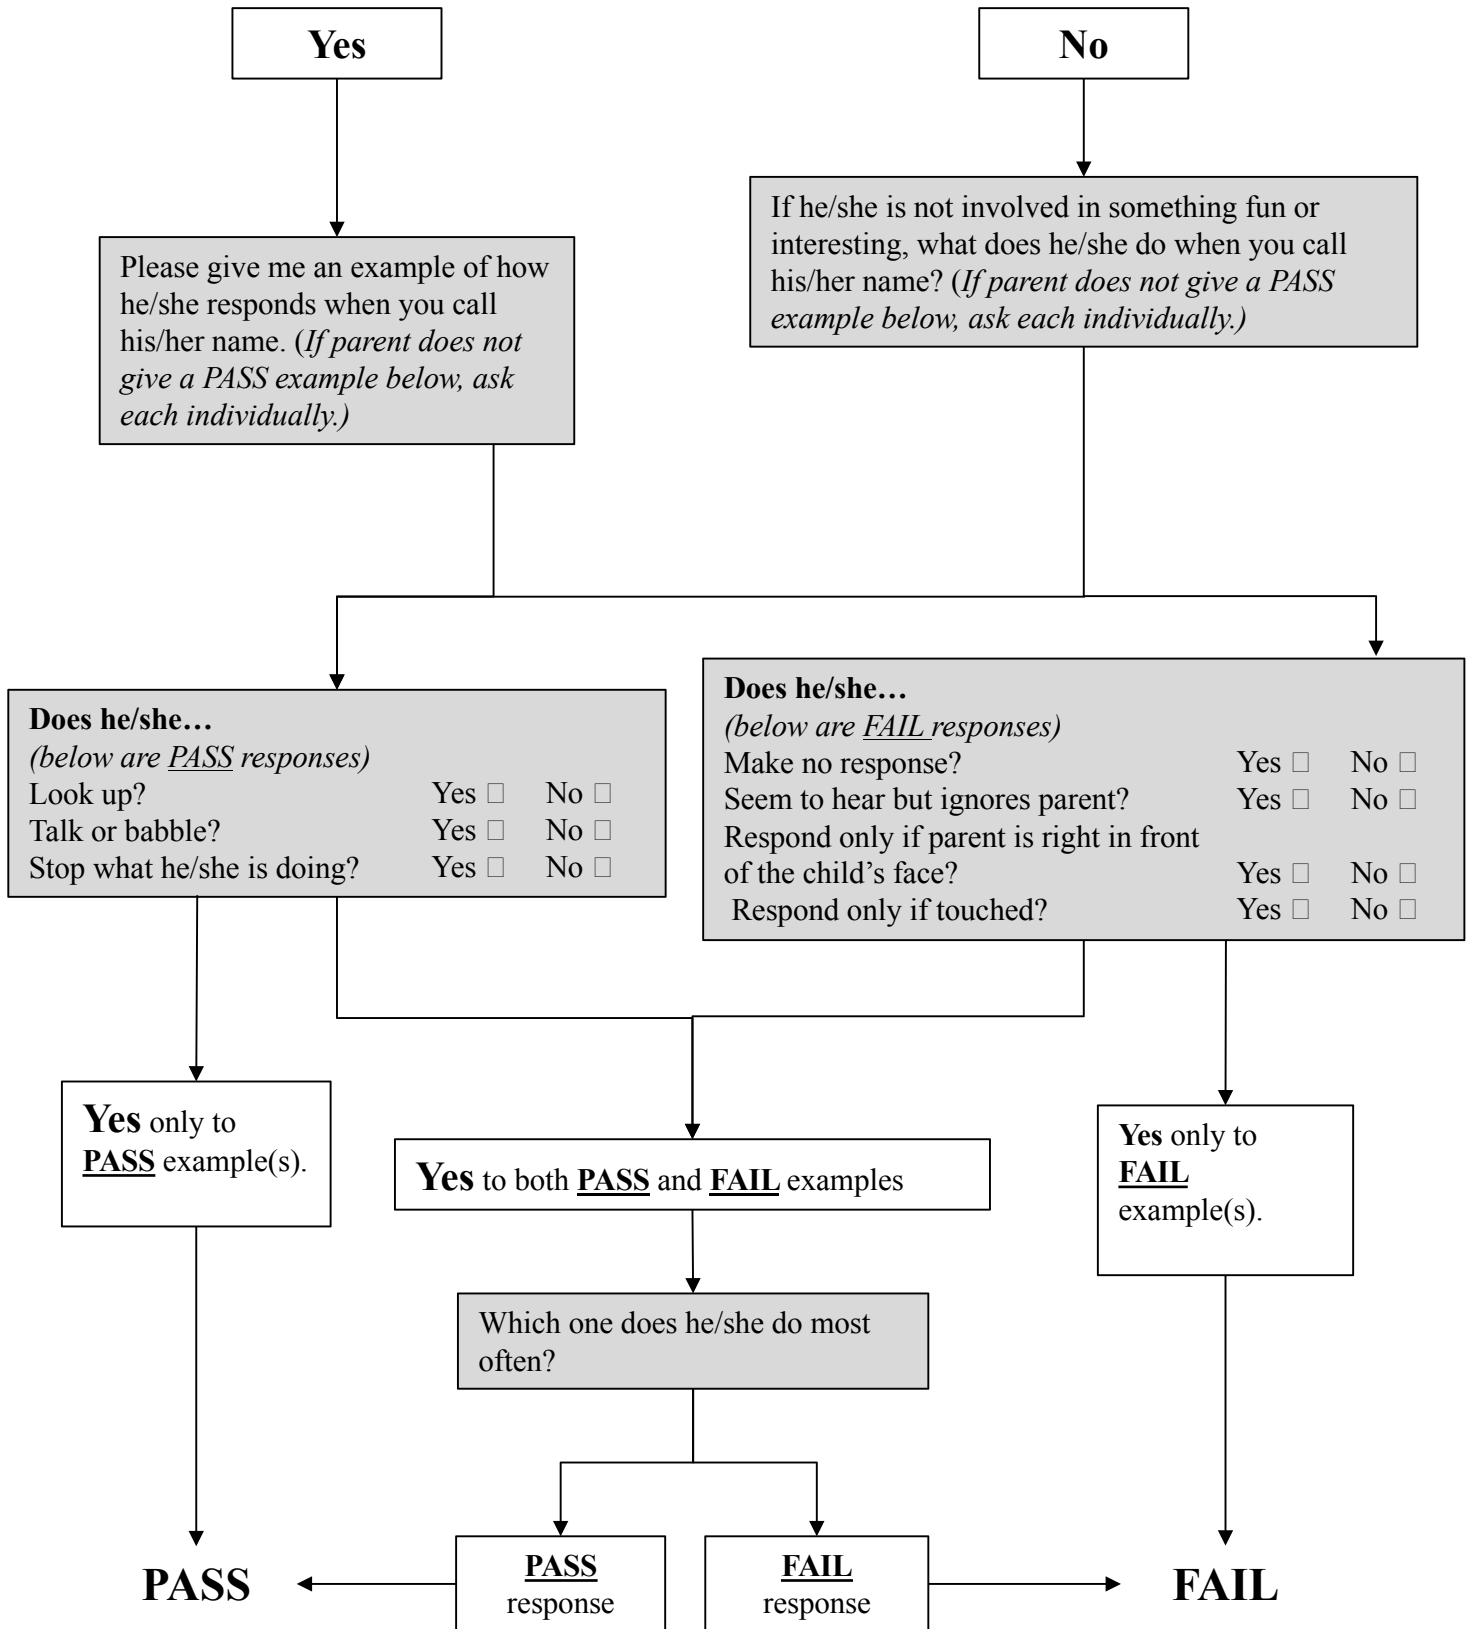 Yes
No
Please give me an example of how
he/she responds when you call
his/her name. (If parent does not
give a PASS example below, ask
each individually.)
If he/she is not involved in something fun or
interesting, what does he/she do when you call
his/her name? (If parent does not give a PASS
example below, ask each individually.)
Does he/she…
(below are PASS responses)
Look up? Yes □ No □
Talk or babble? Yes □ No □
Stop what he/she is doing? Yes □ No □
Does he/she…
(below are FAIL responses)
Make no response? Yes □ No □
Seem to hear but ignores parent? Yes □ No □
Respond only if parent is right in front
of the child’s face? Yes □ No □
Respond only if touched? Yes □ No □
Yes only to
PASS example(s).
Yes to both PASS and FAIL examples
Yes only to
FAIL
example(s).
Which one does he/she do most
often?
PASS
PASS
response
FAIL
response
FAIL